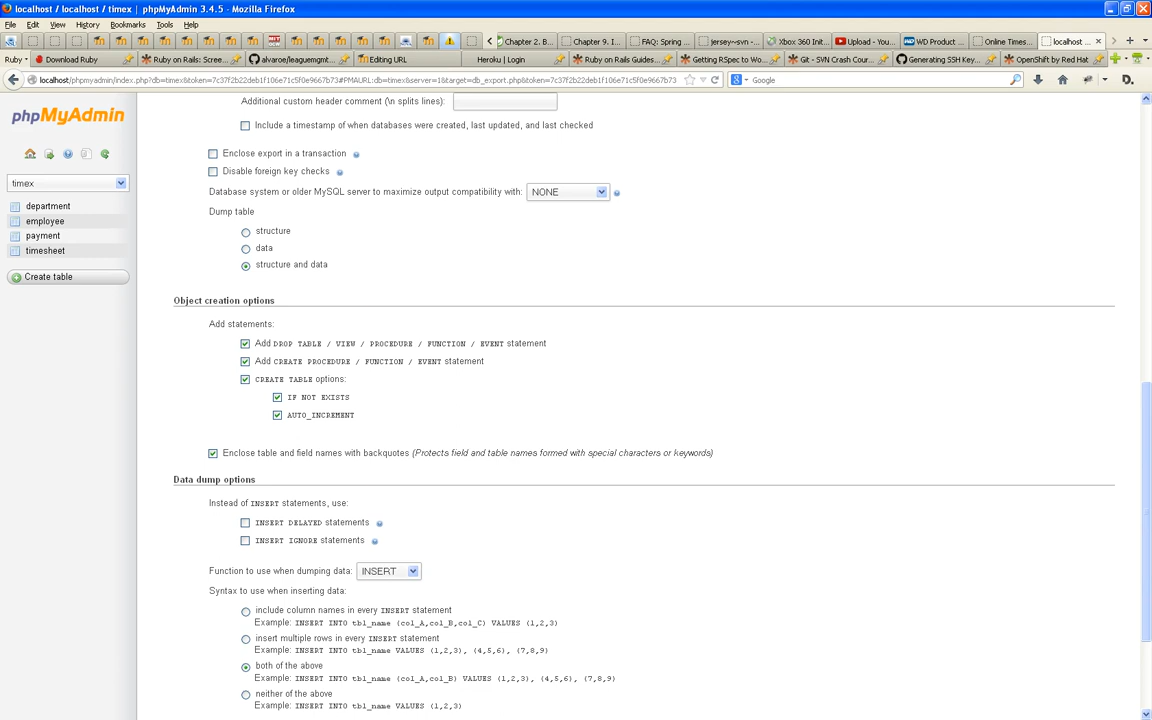 localhost / localhost / timex | phpMyAdmin 3.4.5 - Mozilla Firefox
File Edit View History Bookmarks Tools Help
Chapter 2. B... Chapter 9. I... FAQ: Spring ... jersey~svn - ... Xbox 360 Init... Upload - You... WD Product ... Online Times... localhost ...
Ruby Download Ruby Ruby on Rails: Scree... alvaroe/leaguemgmt... Editing URL Heroku | Login Ruby on Rails Guides... Getting RSpec to Wo... Git - SVN Crash Cour... Generating SSH Key... OpenShift by Red Hat
localhost/phpmyadmin/index.php?db=timex&token=7c37f2b22deb1f106e71c5f0e9667b73#PMAURL:db=timex&server=1&target=db_export.php&token=7c37f2b22deb1f106e71c5f0e9667b73 Google
phpMyAdmin
timex
department
employee
payment
timesheet
Create table
Additional custom header comment (\n splits lines):
Include a timestamp of when databases were created, last updated, and last checked
Enclose export in a transaction
Disable foreign key checks
Database system or older MySQL server to maximize output compatibility with: NONE
Dump table
structure
data
structure and data
Object creation options
Add statements:
Add DROP TABLE / VIEW / PROCEDURE / FUNCTION / EVENT statement
Add CREATE PROCEDURE / FUNCTION / EVENT statement
CREATE TABLE options:
IF NOT EXISTS
AUTO_INCREMENT
Enclose table and field names with backquotes (Protects field and table names formed with special characters or keywords)
Data dump options
Instead of INSERT statements, use:
INSERT DELAYED statements
INSERT IGNORE statements
Function to use when dumping data: INSERT
Syntax to use when inserting data:
include column names in every INSERT statement
Example: INSERT INTO tbl_name (col_A,col_B,col_C) VALUES (1,2,3)
insert multiple rows in every INSERT statement
Example: INSERT INTO tbl_name VALUES (1,2,3), (4,5,6), (7,8,9)
both of the above
Example: INSERT INTO tbl_name (col_A,col_B) VALUES (1,2,3), (4,5,6), (7,8,9)
neither of the above
Example: INSERT INTO tbl_name VALUES (1,2,3)